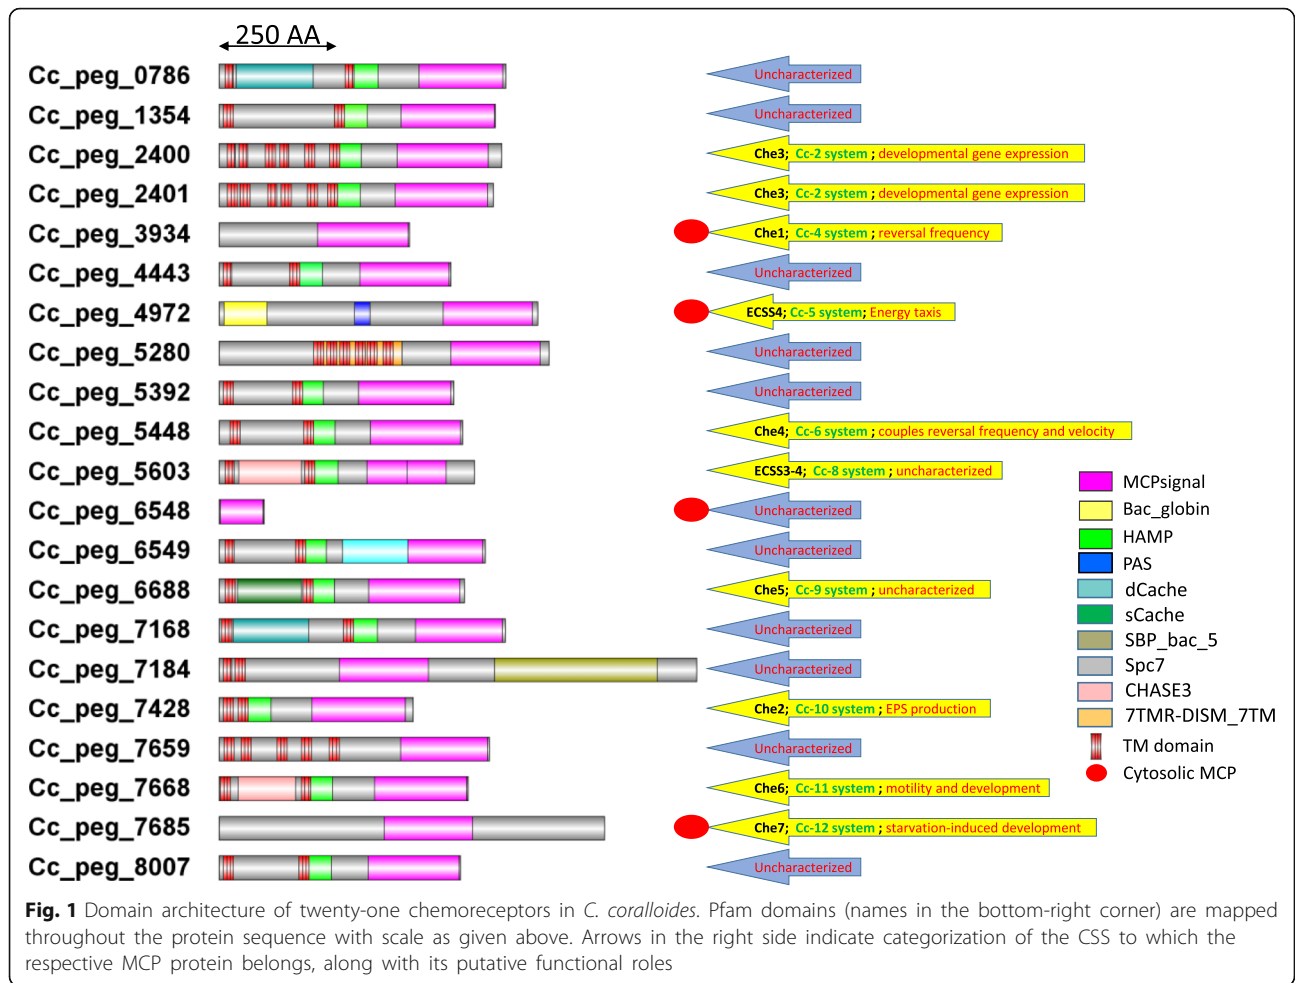 250 AA
Cc_peg_0786 Uncharacterized
Cc_peg_1354 Uncharacterized
Cc_peg_2400 Che3; Cc-2 system ; developmental gene expression
Cc_peg_2401 Che3; Cc-2 system ; developmental gene expression
Cc_peg_3934 Che1; Cc-4 system ; reversal frequency
Cc_peg_4443 Uncharacterized
Cc_peg_4972 ECSS4; Cc-5 system; Energy taxis
Cc_peg_5280 Uncharacterized
Cc_peg_5392 Uncharacterized
Cc_peg_5448 Che4; Cc-6 system ; couples reversal frequency and velocity
Cc_peg_5603 ECSS3-4; Cc-8 system ; uncharacterized
Cc_peg_6548 Uncharacterized
Cc_peg_6549 Uncharacterized
Cc_peg_6688 Che5; Cc-9 system ; uncharacterized
Cc_peg_7168 Uncharacterized
Cc_peg_7184 Uncharacterized
Cc_peg_7428 Che2; Cc-10 system ; EPS production
Cc_peg_7659 Uncharacterized
Cc_peg_7668 Che6; Cc-11 system ; motility and development
Cc_peg_7685 Che7; Cc-12 system ; starvation-induced development
Cc_peg_8007 Uncharacterized
MCPsignal
Bac_globin
HAMP
PAS
dCache
sCache
SBP_bac_5
Spc7
CHASE3
7TMR-DISM_7TM
TM domain
Cytosolic MCP
Fig. 1 Domain architecture of twenty-one chemoreceptors in C. coralloides. Pfam domains (names in the bottom-right corner) are mapped
throughout the protein sequence with scale as given above. Arrows in the right side indicate categorization of the CSS to which the
respective MCP protein belongs, along with its putative functional roles